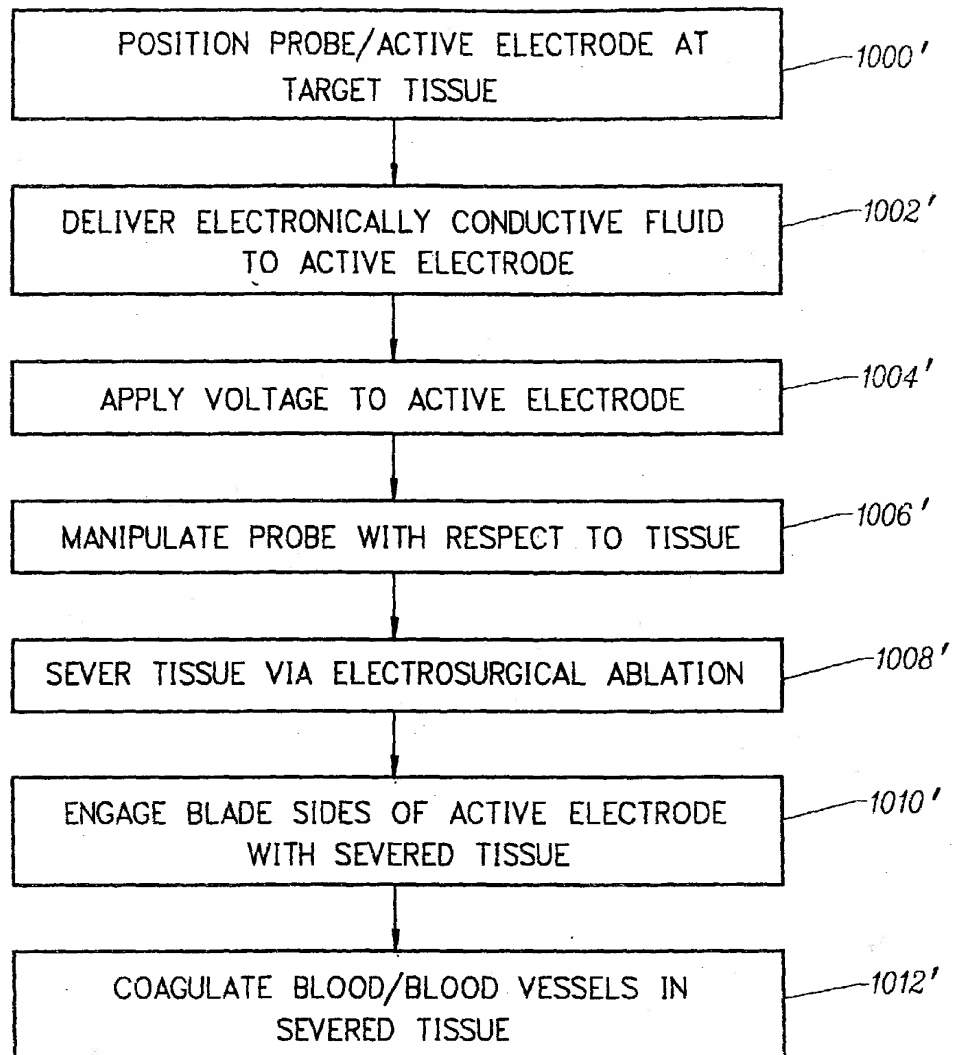 POSITION PROBE/ACTIVE ELECTRODE AT
TARGET TISSUE
1000'
DELIVER ELECTRONICALLY CONDUCTIVE FLUID
TO ACTIVE ELECTRODE
1002'
APPLY VOLTAGE TO ACTIVE ELECTRODE
1004'
MANIPULATE PROBE WITH RESPECT TO TISSUE
1006'
SEVER TISSUE VIA ELECTROSURGICAL ABLATION
1008'
ENGAGE BLADE SIDES OF ACTIVE ELECTRODE
WITH SEVERED TISSUE
1010'
COAGULATE BLOOD/BLOOD VESSELS IN
SEVERED TISSUE
1012'